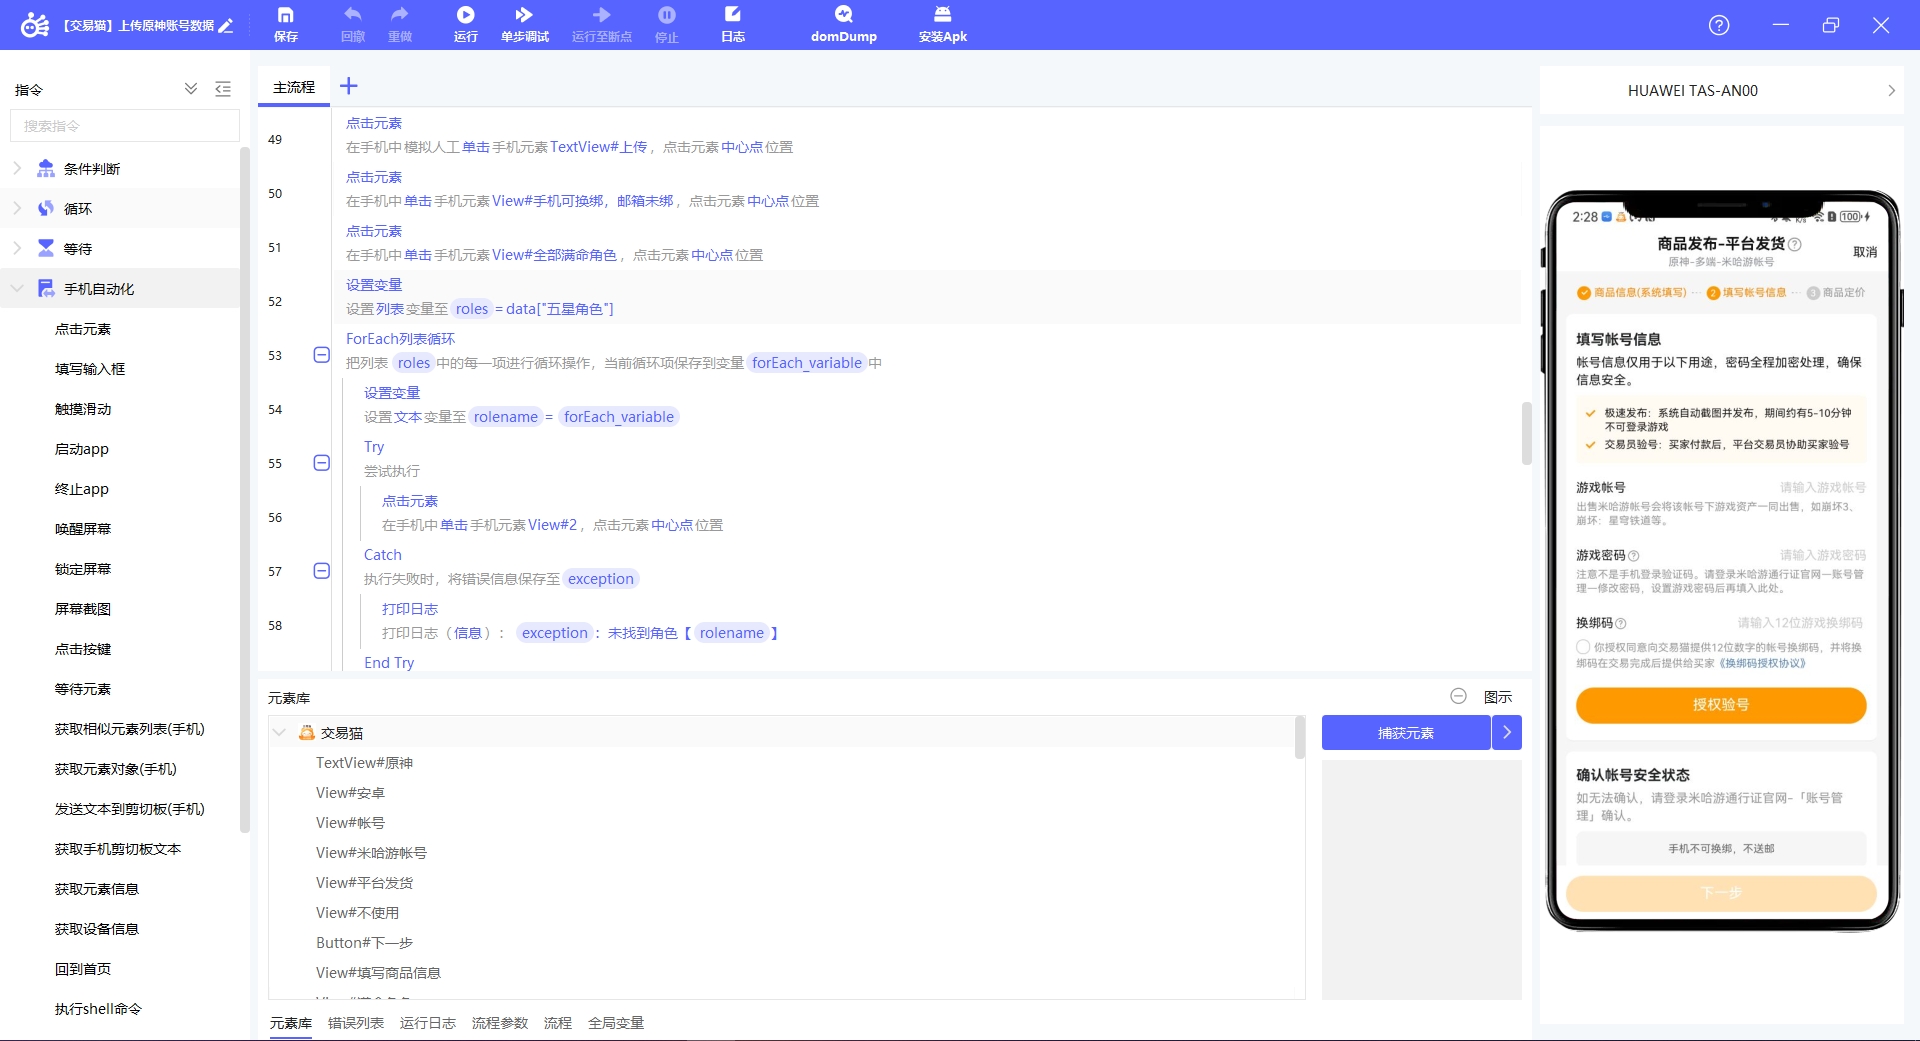 【交易猫】上传原神账号数据
保存
回撤
重做
运行
单步调试
运行至断点
停止
日志
domDump
安装Apk
指令
搜索指令
条件判断
循环
等待
手机自动化
点击元素
填写输入框
触摸滑动
启动app
终止app
唤醒屏幕
锁定屏幕
屏幕截图
点击按键
等待元素
获取相似元素列表(手机)
获取元素对象(手机)
发送文本到剪切板(手机)
获取手机剪切板文本
获取元素信息
获取设备信息
回到首页
执行shell命令
主流程
49
点击元素
在手机中模拟人工单击手机元素TextView#上传，点击元素中心点位置
50
点击元素
在手机中单击手机元素View#手机可换绑，邮箱未绑，点击元素中心点位置
51
点击元素
在手机中单击手机元素View#全部满命角色，点击元素中心点位置
52
设置变量
设置列表变量至 roles = data["五星角色"]
53
ForEach列表循环
把列表 roles 中的每一项进行循环操作，当前循环项保存到变量 forEach_variable 中
54
设置变量
设置文本变量至 rolename = forEach_variable
55
Try
尝试执行
56
点击元素
在手机中单击手机元素View#2，点击元素中心点位置
57
Catch
执行失败时，将错误信息保存至 exception
58
打印日志
打印日志（信息）： exception ：未找到角色【 rolename 】
End Try
元素库
图示
交易猫
TextView#原神
View#安卓
View#帐号
View#米哈游帐号
View#平台发货
View#不使用
Button#下一步
View#填写商品信息
捕获元素
元素库
错误列表
运行日志
流程参数
流程
全局变量
HUAWEI TAS-AN00
2:28
100
商品发布-平台发货
原神-多端-米哈游帐号
取消
商品信息(系统填写)
2 填写帐号信息
3 商品定价
填写帐号信息
帐号信息仅用于以下用途，密码全程加密处理，确保
信息安全。
极速发布：系统自动截图并发布，期间约有5-10分钟
不可登录游戏
交易员验号：买家付款后，平台交易员协助买家验号
游戏帐号
请输入游戏帐号
出售米哈游帐号会将该帐号下游戏资产一同出售，如崩坏3、
崩坏：星穹铁道等。
游戏密码
请输入游戏密码
注意不是手机登录验证码。请登录米哈游通行证官网—账号管
理—修改密码，设置游戏密码后再填入此处。
换绑码
请输入12位游戏换绑码
你授权同意向交易猫提供12位数字的帐号换绑码，并将换
绑码在交易完成后提供给买家《换绑码授权协议》
授权验号
确认帐号安全状态
如无法确认，请登录米哈游通行证官网-「账号管
理」确认。
手机不可换绑，不送邮
下一步